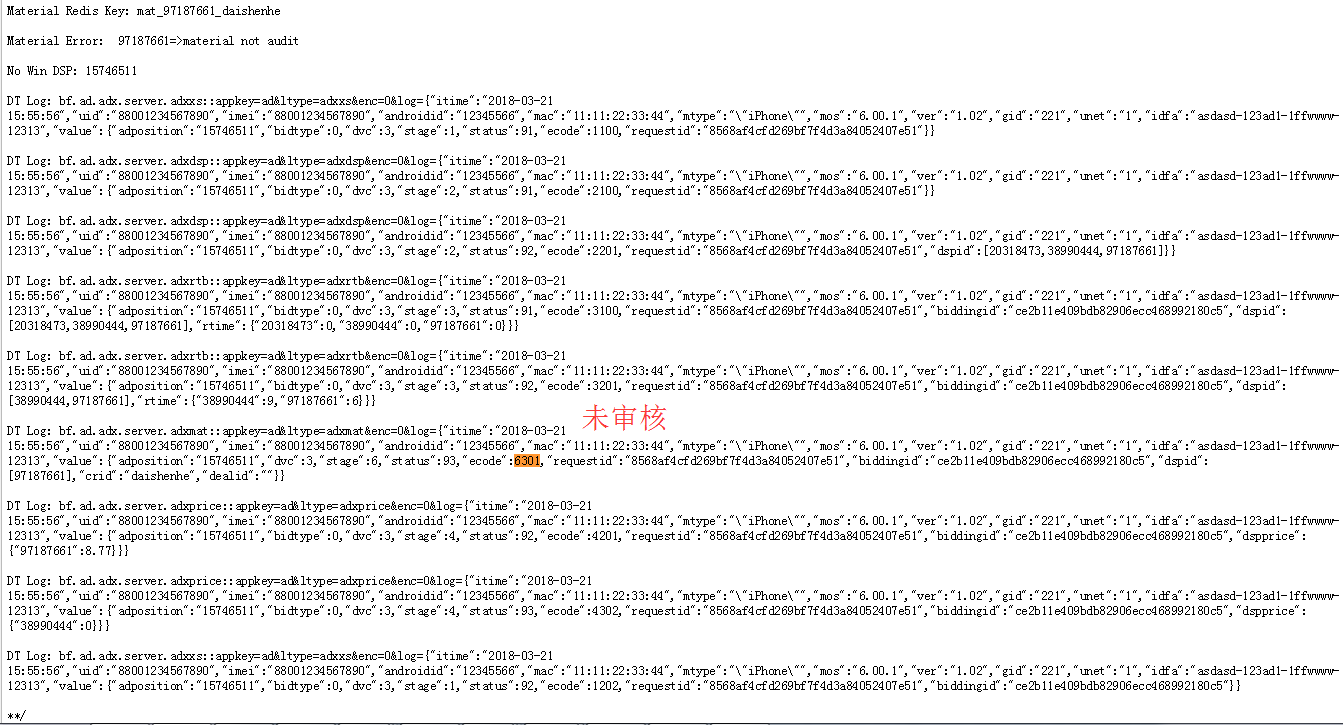 Material Redis Key: mat_97187661_daishenhe
Material Error:  97187661=>material not audit
No Win DSP: 15746511
DT Log: bf.ad.adx.server.adxxs::appkey=ad&ltype=adxxs&enc=0&log={"itime":"2018-03-21
15:55:56","uid":"88001234567890","imei":"88001234567890","androidid":"12345566","mac":"11:11:22:33:44","mtype":"\"iPhone\"","mos":"6.00.1","ver":"1.02","gid":"221","unet":"1","idfa":"asdasd-123ad1-1ffwwww-
12313","value":{"adposition":"15746511","bidtype":0,"dvc":3,"stage":1,"status":91,"ecode":1100,"requestid":"8568af4cfd269bf7f4d3a84052407e51"}}
DT Log: bf.ad.adx.server.adxdsp::appkey=ad&ltype=adxdsp&enc=0&log={"itime":"2018-03-21
15:55:56","uid":"88001234567890","imei":"88001234567890","androidid":"12345566","mac":"11:11:22:33:44","mtype":"\"iPhone\"","mos":"6.00.1","ver":"1.02","gid":"221","unet":"1","idfa":"asdasd-123ad1-1ffwwww-
12313","value":{"adposition":"15746511","bidtype":0,"dvc":3,"stage":2,"status":91,"ecode":2100,"requestid":"8568af4cfd269bf7f4d3a84052407e51"}}
DT Log: bf.ad.adx.server.adxdsp::appkey=ad&ltype=adxdsp&enc=0&log={"itime":"2018-03-21
15:55:56","uid":"88001234567890","imei":"88001234567890","androidid":"12345566","mac":"11:11:22:33:44","mtype":"\"iPhone\"","mos":"6.00.1","ver":"1.02","gid":"221","unet":"1","idfa":"asdasd-123ad1-1ffwwww-
12313","value":{"adposition":"15746511","bidtype":0,"dvc":3,"stage":2,"status":92,"ecode":2201,"requestid":"8568af4cfd269bf7f4d3a84052407e51","dspid":[20318473,38990444,97187661]}}
DT Log: bf.ad.adx.server.adxrtb::appkey=ad&ltype=adxrtb&enc=0&log={"itime":"2018-03-21
15:55:56","uid":"88001234567890","imei":"88001234567890","androidid":"12345566","mac":"11:11:22:33:44","mtype":"\"iPhone\"","mos":"6.00.1","ver":"1.02","gid":"221","unet":"1","idfa":"asdasd-123ad1-1ffwwww-
12313","value":{"adposition":"15746511","bidtype":0,"dvc":3,"stage":3,"status":91,"ecode":3100,"requestid":"8568af4cfd269bf7f4d3a84052407e51","biddingid":"ce2b11e409bdb82906ecc468992180c5","dspid":
[20318473,38990444,97187661],"rtime":{"20318473":0,"38990444":0,"97187661":0}}}
DT Log: bf.ad.adx.server.adxrtb::appkey=ad&ltype=adxrtb&enc=0&log={"itime":"2018-03-21
15:55:56","uid":"88001234567890","imei":"88001234567890","androidid":"12345566","mac":"11:11:22:33:44","mtype":"\"iPhone\"","mos":"6.00.1","ver":"1.02","gid":"221","unet":"1","idfa":"asdasd-123ad1-1ffwwww-
12313","value":{"adposition":"15746511","bidtype":0,"dvc":3,"stage":3,"status":92,"ecode":3201,"requestid":"8568af4cfd269bf7f4d3a84052407e51","biddingid":"ce2b11e409bdb82906ecc468992180c5","dspid":
[38990444,97187661],"rtime":{"38990444":9,"97187661":6}}}
未审核
DT Log: bf.ad.adx.server.adxmat::appkey=ad&ltype=adxmat&enc=0&log={"itime":"2018-03-21
15:55:56","uid":"88001234567890","imei":"88001234567890","androidid":"12345566","mac":"11:11:22:33:44","mtype":"\"iPhone\"","mos":"6.00.1","ver":"1.02","gid":"221","unet":"1","idfa":"asdasd-123ad1-1ffwwww-
12313","value":{"adposition":"15746511","dvc":3,"stage":6,"status":93,"ecode":6301,"requestid":"8568af4cfd269bf7f4d3a84052407e51","biddingid":"ce2b11e409bdb82906ecc468992180c5","dspid":
[97187661],"crid":"daishenhe","dealid":""}}
DT Log: bf.ad.adx.server.adxprice::appkey=ad&ltype=adxprice&enc=0&log={"itime":"2018-03-21
15:55:56","uid":"88001234567890","imei":"88001234567890","androidid":"12345566","mac":"11:11:22:33:44","mtype":"\"iPhone\"","mos":"6.00.1","ver":"1.02","gid":"221","unet":"1","idfa":"asdasd-123ad1-1ffwwww-
12313","value":{"adposition":"15746511","bidtype":0,"dvc":3,"stage":4,"status":92,"ecode":4201,"requestid":"8568af4cfd269bf7f4d3a84052407e51","biddingid":"ce2b11e409bdb82906ecc468992180c5","dspprice":
{"97187661":8.77}}}
DT Log: bf.ad.adx.server.adxprice::appkey=ad&ltype=adxprice&enc=0&log={"itime":"2018-03-21
15:55:56","uid":"88001234567890","imei":"88001234567890","androidid":"12345566","mac":"11:11:22:33:44","mtype":"\"iPhone\"","mos":"6.00.1","ver":"1.02","gid":"221","unet":"1","idfa":"asdasd-123ad1-1ffwwww-
12313","value":{"adposition":"15746511","bidtype":0,"dvc":3,"stage":4,"status":93,"ecode":4302,"requestid":"8568af4cfd269bf7f4d3a84052407e51","biddingid":"ce2b11e409bdb82906ecc468992180c5","dspprice":
{"38990444":0}}}
DT Log: bf.ad.adx.server.adxxs::appkey=ad&ltype=adxxs&enc=0&log={"itime":"2018-03-21
15:55:56","uid":"88001234567890","imei":"88001234567890","androidid":"12345566","mac":"11:11:22:33:44","mtype":"\"iPhone\"","mos":"6.00.1","ver":"1.02","gid":"221","unet":"1","idfa":"asdasd-123ad1-1ffwwww-
12313","value":{"adposition":"15746511","bidtype":0,"dvc":3,"stage":1,"status":92,"ecode":1202,"requestid":"8568af4cfd269bf7f4d3a84052407e51","biddingid":"ce2b11e409bdb82906ecc468992180c5"}}
**/